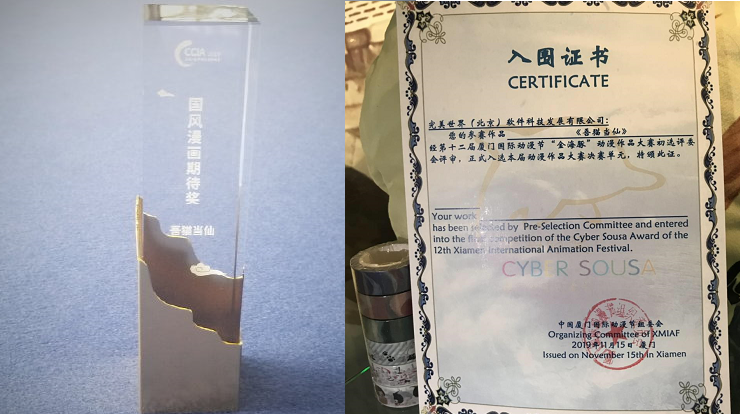 CCIA
国风漫画期待奖
吾猫当仙
入围证书
CERTIFICATE
完美世界（北京）软件科技发展有限公司：
您的参赛作品 《吾猫当仙》
经第十二届厦门国际动漫节“金海豚”动漫作品大赛初选评委
会评审，正式入选本届动漫作品大赛决赛单元，特颁此证。
Your work
has been selected by Pre-Selection Committee and entered
into the final competition of the Cyber Sousa Award of the
12th Xiamen International Animation Festival.
CYBER SOUSA
中国厦门国际动漫节组委会
Organizing Committee of XMIAF
2019年11月15日 厦门
Issued on November 15th in Xiamen